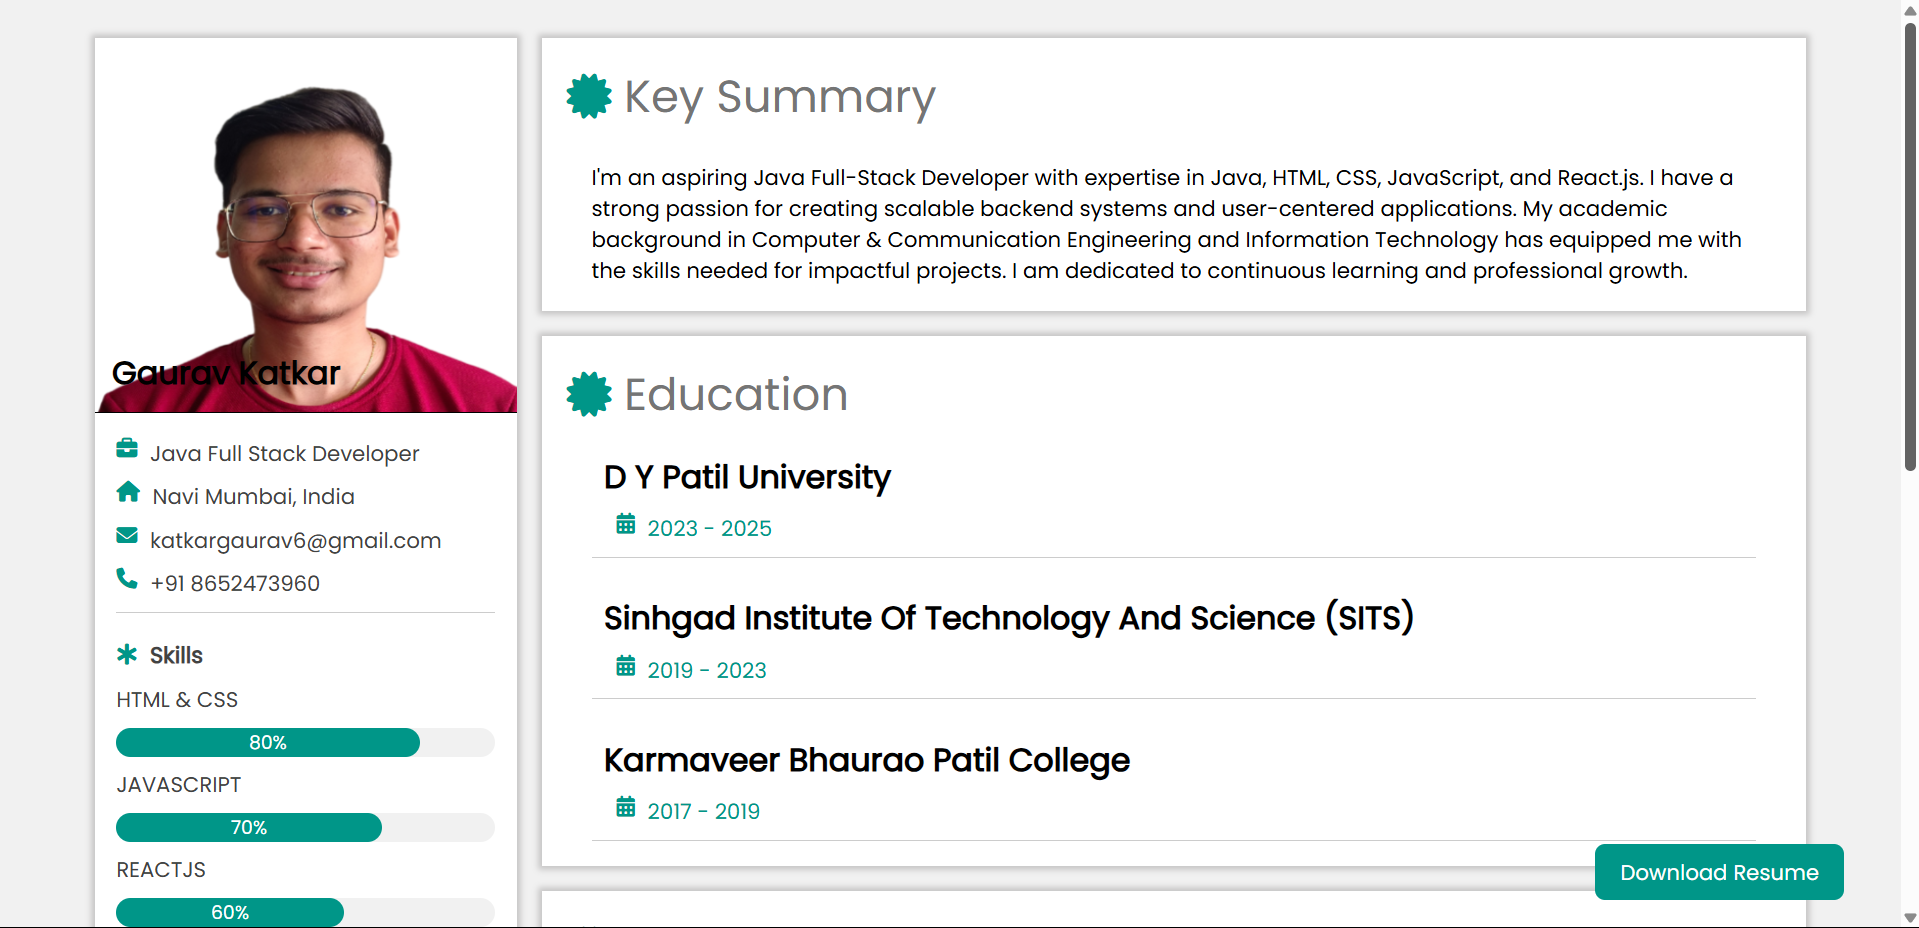 Gaurav Katkar
Java Full Stack Developer
Navi Mumbai, India
katkargaurav6@gmail.com
+91 8652473960
Skills
HTML & CSS
80%
JAVASCRIPT
70%
REACTJS
60%
Key Summary
I'm an aspiring Java Full-Stack Developer with expertise in Java, HTML, CSS, JavaScript, and React.js. I have a
strong passion for creating scalable backend systems and user-centered applications. My academic
background in Computer & Communication Engineering and Information Technology has equipped me with
the skills needed for impactful projects. I am dedicated to continuous learning and professional growth.
Education
D Y Patil University
2023 - 2025
Sinhgad Institute Of Technology And Science (SITS)
2019 - 2023
Karmaveer Bhaurao Patil College
2017 - 2019
Download Resume